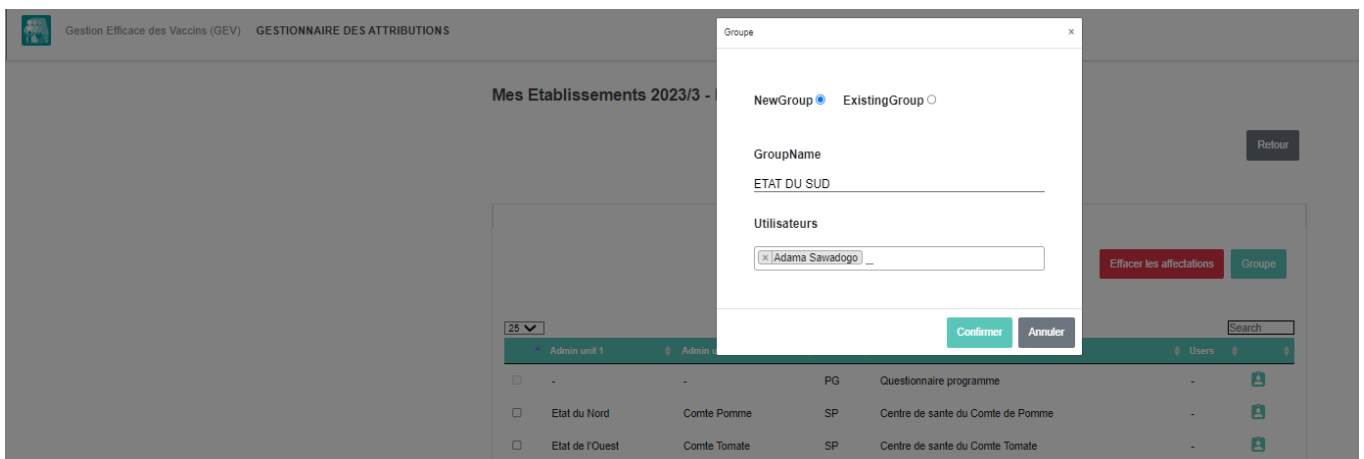 Gestion Efficace des Vaccins (GEV) GESTIONNAIRE DES ATTRIBUTIONS
Groupe ×
Mes Etablissements 2023/3 -
NewGroup ExistingGroup
Retour
GroupName
ETAT DU SUD
Utilisateurs
× Adama Sawadogo _
Effacer les affectations Groupe
Confirmer Annuler
25 Search
Admin unit 1 Admin u Users
- - PG Questionnaire programme -
Etat du Nord Comte Pomme SP Centre de sante du Comte de Pomme -
Etat de l'Ouest Comte Tomate SP Centre de sante du Comte Tomate -